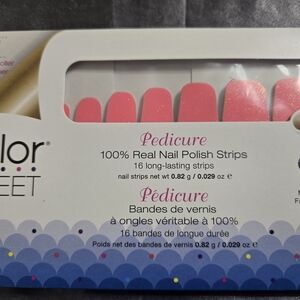 lor®
EET
Pedicure
100% Real Nail Polish Strips
16 long-lasting strips
nail strips wt 0.82 g / 0.029 oz ℮
Pédicure
Bandes de vernis
à ongles véritable à 100%
16 bandes de longue durée
Poids net des bandes de vernis 0.82 g / 0.029 oz ℮